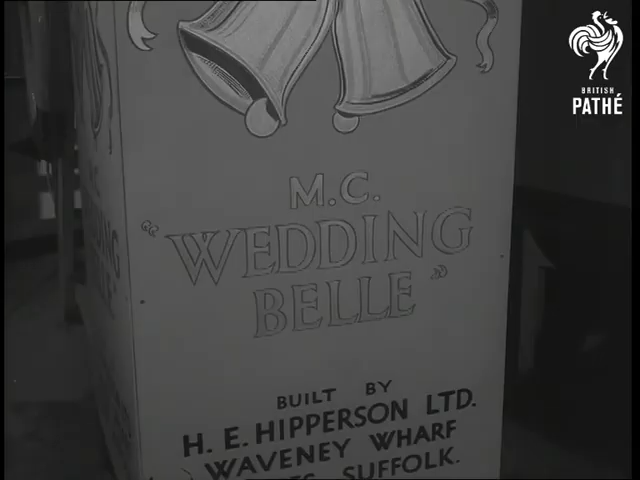 BRITISH
PATHÉ
M.C.
"WEDDING
BELLE"
BUILT BY
H. E. HIPPERSON LTD.
WAVENEY WHARF
SUFFOLK.